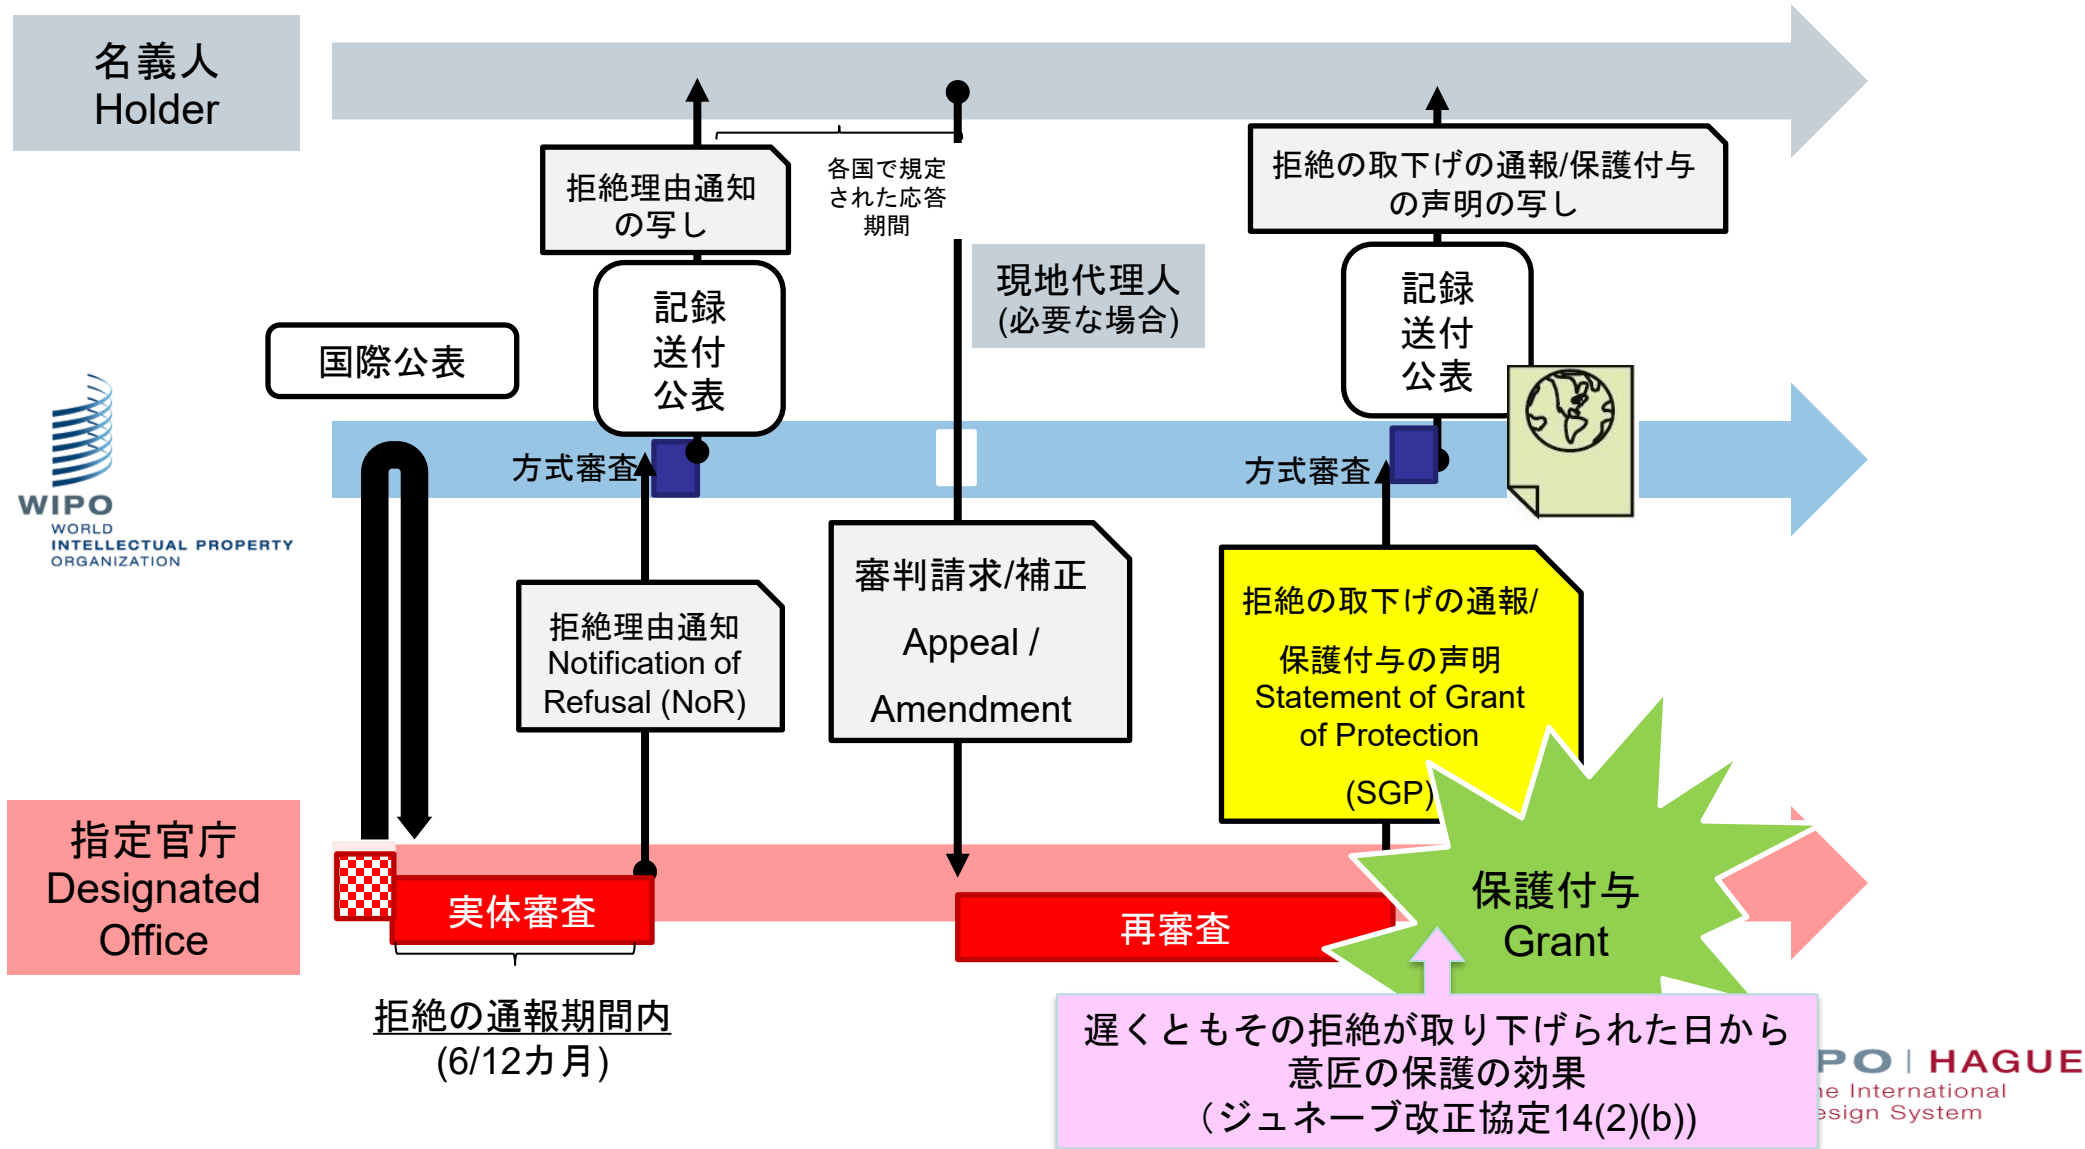 名義人
Holder
拒絶理由通知
の写し
各国で規定
された応答
期間
拒絶の取下げの通報/保護付与
の声明の写し
記録
送付
公表
現地代理人
(必要な場合)
記録
送付
公表
国際公表
WIPO
WORLD
INTELLECTUAL PROPERTY
ORGANIZATION
方式審査
方式審査
拒絶理由通知
Notification of
Refusal (NoR)
審判請求/補正
Appeal /
Amendment
拒絶の取下げの通報/
保護付与の声明
Statement of Grant
of Protection
(SGP)
指定官庁
Designated
Office
実体審査
再審査
保護付与
Grant
拒絶の通報期間内
(6/12カ月)
遅くともその拒絶が取り下げられた日から
意匠の保護の効果
（ジュネーブ改正協定14(2)(b))
PO | HAGUE
he International
esign System